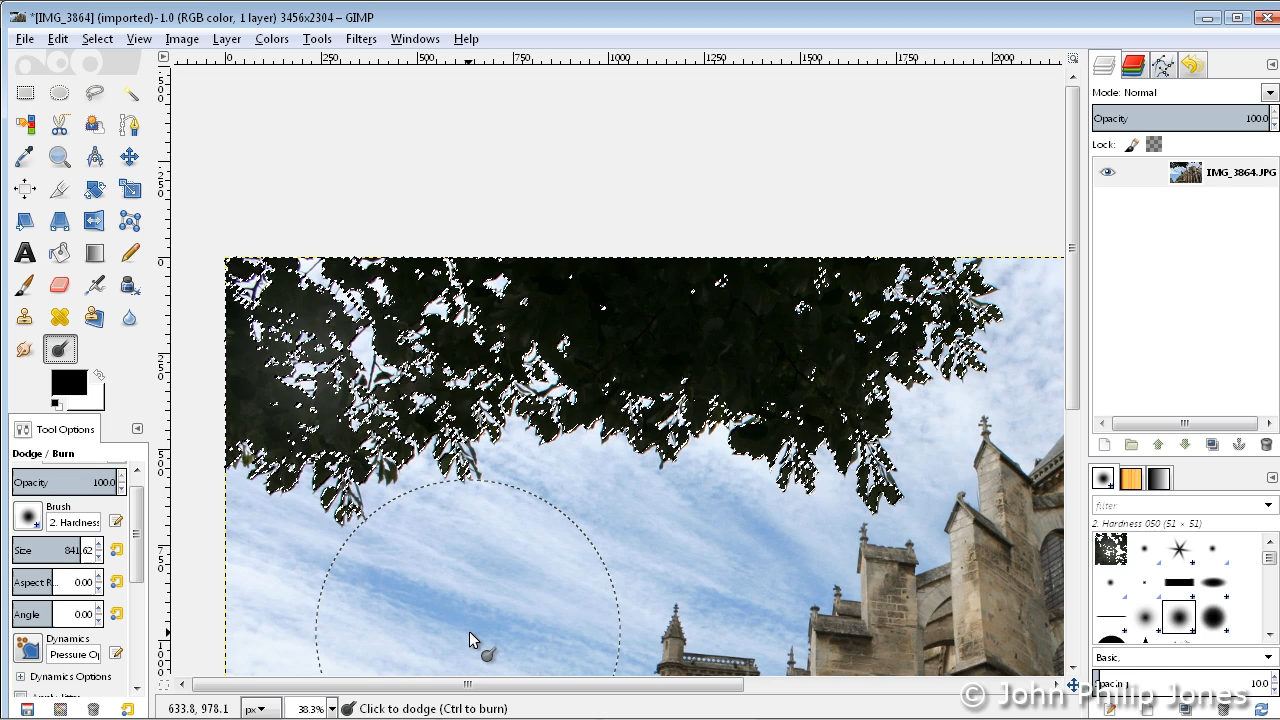 *[IMG_3864] (imported)-1.0 (RGB color, 1 layer) 3456x2304 – GIMP
File Edit Select View Image Layer Colors Tools Filters Windows Help
0 250 500 750 1000 1250 1500 1750 2000
Mode: Normal
Opacity 100.0
Lock:
IMG_3864.JPG
Tool Options
Dodge / Burn
Opacity 100.0
Brush
2. Hardness
Size 841.62
Aspect R... 0.00
Angle 0.00
Dynamics
Pressure O
Dynamics Options
filter
2. Hardness 050 (51 × 51)
Basic,
10.0
633.8, 978.1 px 38.3% Click to dodge (Ctrl to burn)
© John Philip Jones